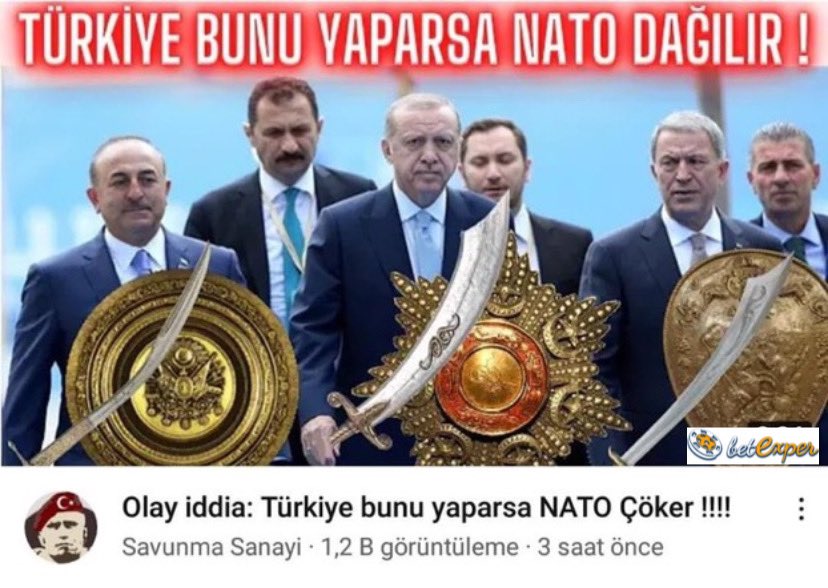 TÜRKİYE BUNU YAPARSA NATO DAĞILIR !
betexper
Olay iddia: Türkiye bunu yaparsa NATO Çöker !!!!
Savunma Sanayi · 1,2 B görüntüleme · 3 saat önce